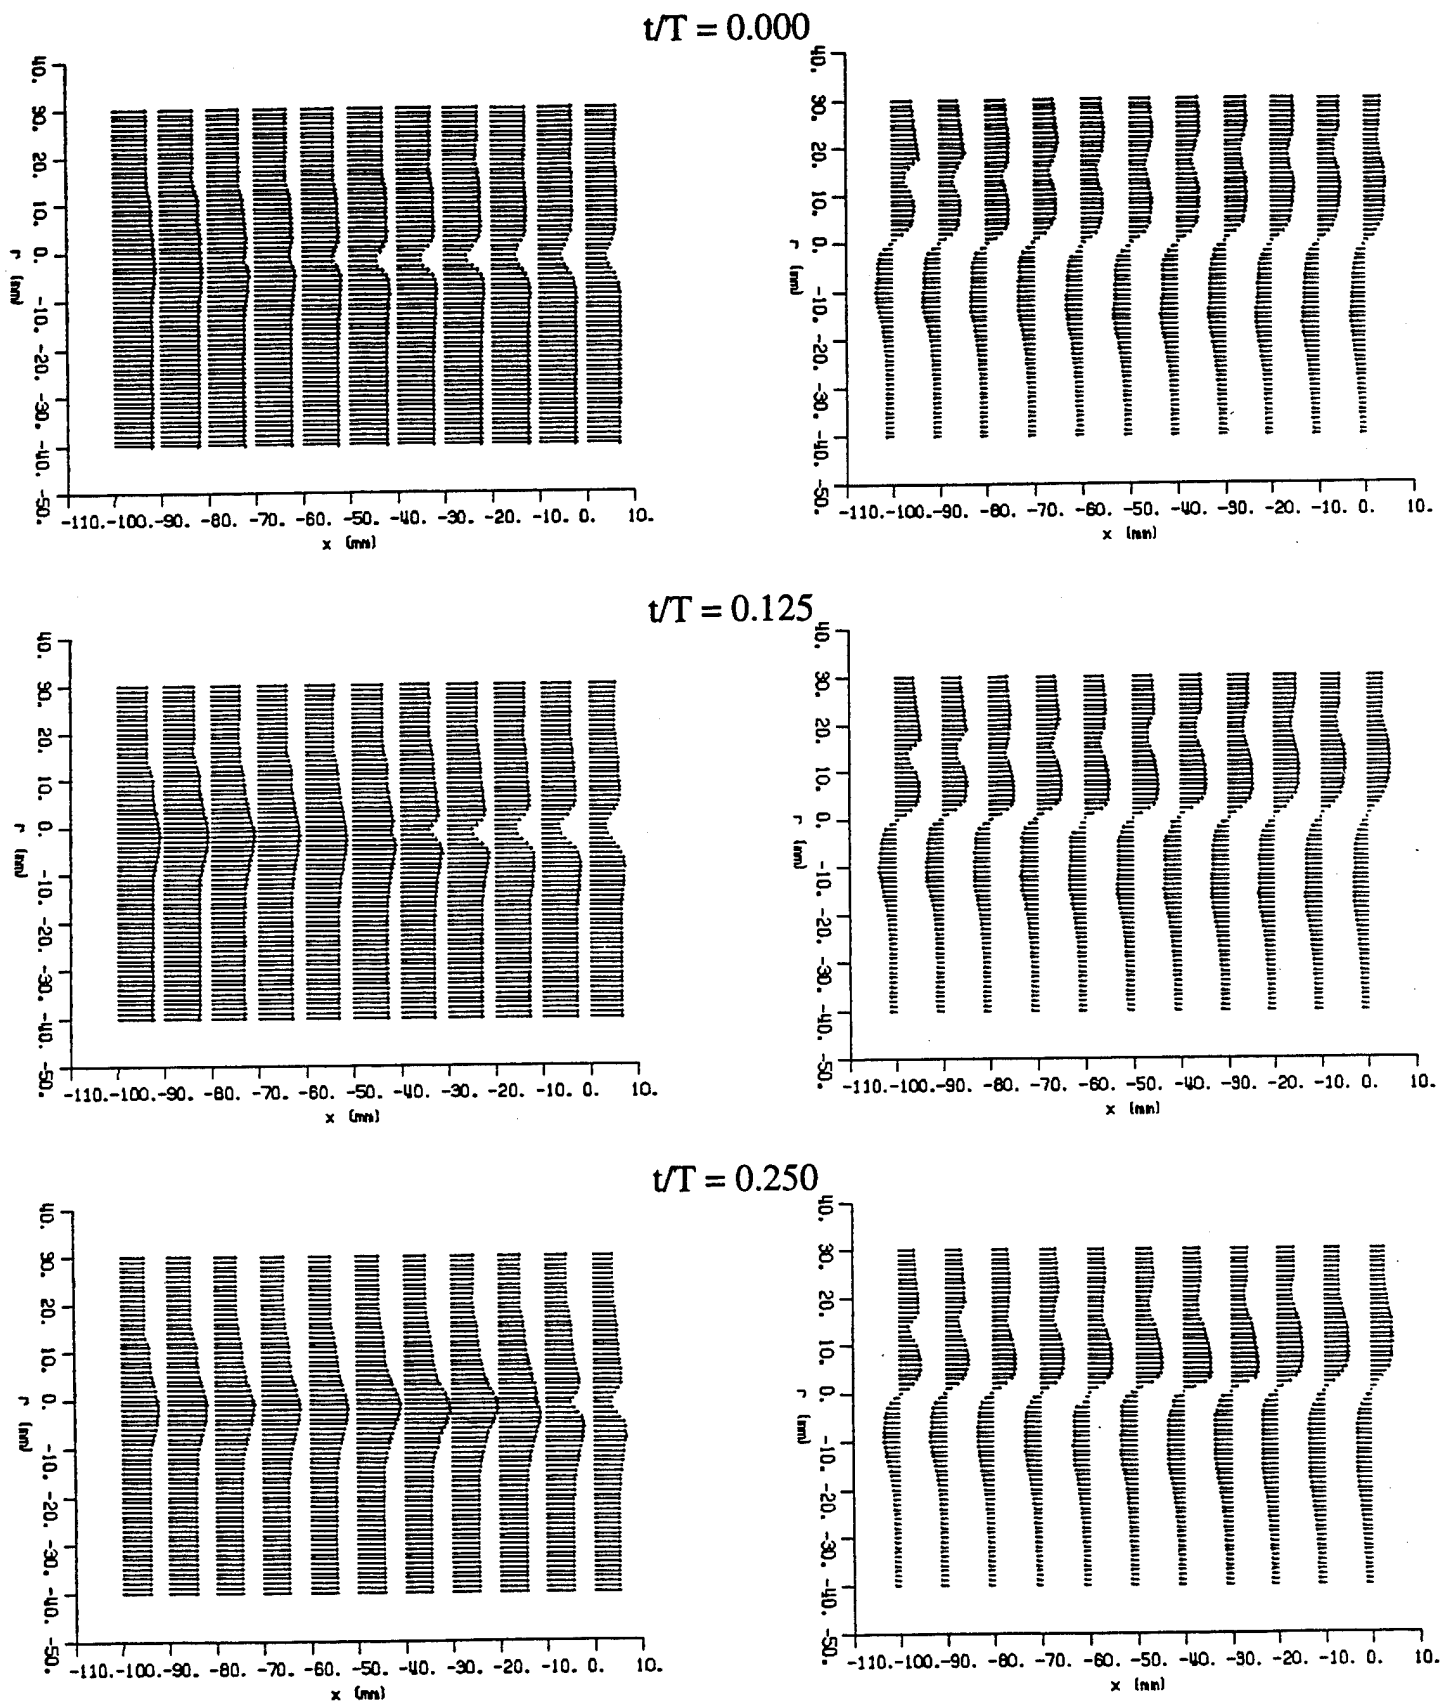 t/T = 0.000
40. 30. 20. 10. 0. -10. -20. -30. -40. -50.
r (mm)
-110. -100. -90. -80. -70. -60. -50. -40. -30. -20. -10. 0. 10.
x (mm)
40. 30. 20. 10. 0. -10. -20. -30. -40. -50.
r (mm)
-110. -100. -90. -80. -70. -60. -50. -40. -30. -20. -10. 0. 10.
x (mm)
t/T = 0.125
40. 30. 20. 10. 0. -10. -20. -30. -40. -50.
r (mm)
-110. -100. -90. -80. -70. -60. -50. -40. -30. -20. -10. 0. 10.
x (mm)
40. 30. 20. 10. 0. -10. -20. -30. -40. -50.
r (mm)
-110. -100. -90. -80. -70. -60. -50. -40. -30. -20. -10. 0. 10.
x (mm)
t/T = 0.250
40. 30. 20. 10. 0. -10. -20. -30. -40. -50.
r (mm)
-110. -100. -90. -80. -70. -60. -50. -40. -30. -20. -10. 0. 10.
x (mm)
40. 30. 20. 10. 0. -10. -20. -30. -40. -50.
r (mm)
-110. -100. -90. -80. -70. -60. -50. -40. -30. -20. -10. 0. 10.
x (mm)